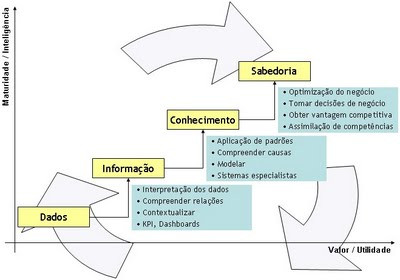 Maturidade / Inteligência
Sabedoria
• Optimização do negócio
• Tomar decisões de negócio
• Obter vantagem competitiva
• Assimilação de competências
Conhecimento
• Aplicação de padrões
• Compreender causas
• Modelar
• Sistemas especialistas
Informação
• Interpretação dos dados
• Compreender relações
• Contextualizar
• KPI, Dashboards
Dados
Valor / Utilidade